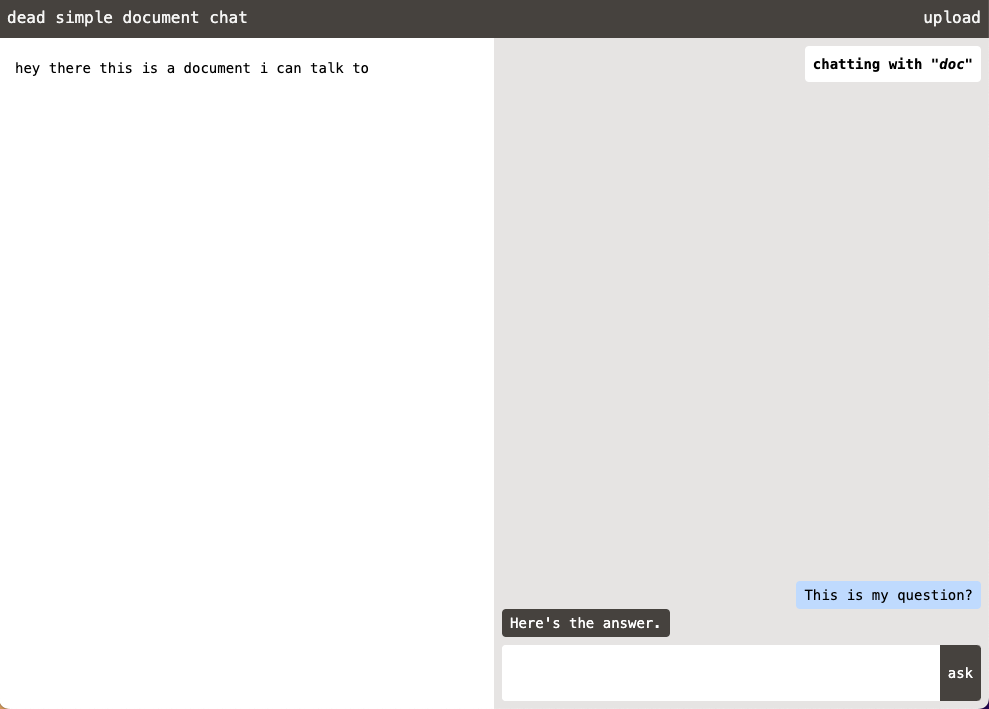 dead simple document chat
upload
hey there this is a document i can talk to
chatting with "doc"
This is my question?
Here's the answer.
ask